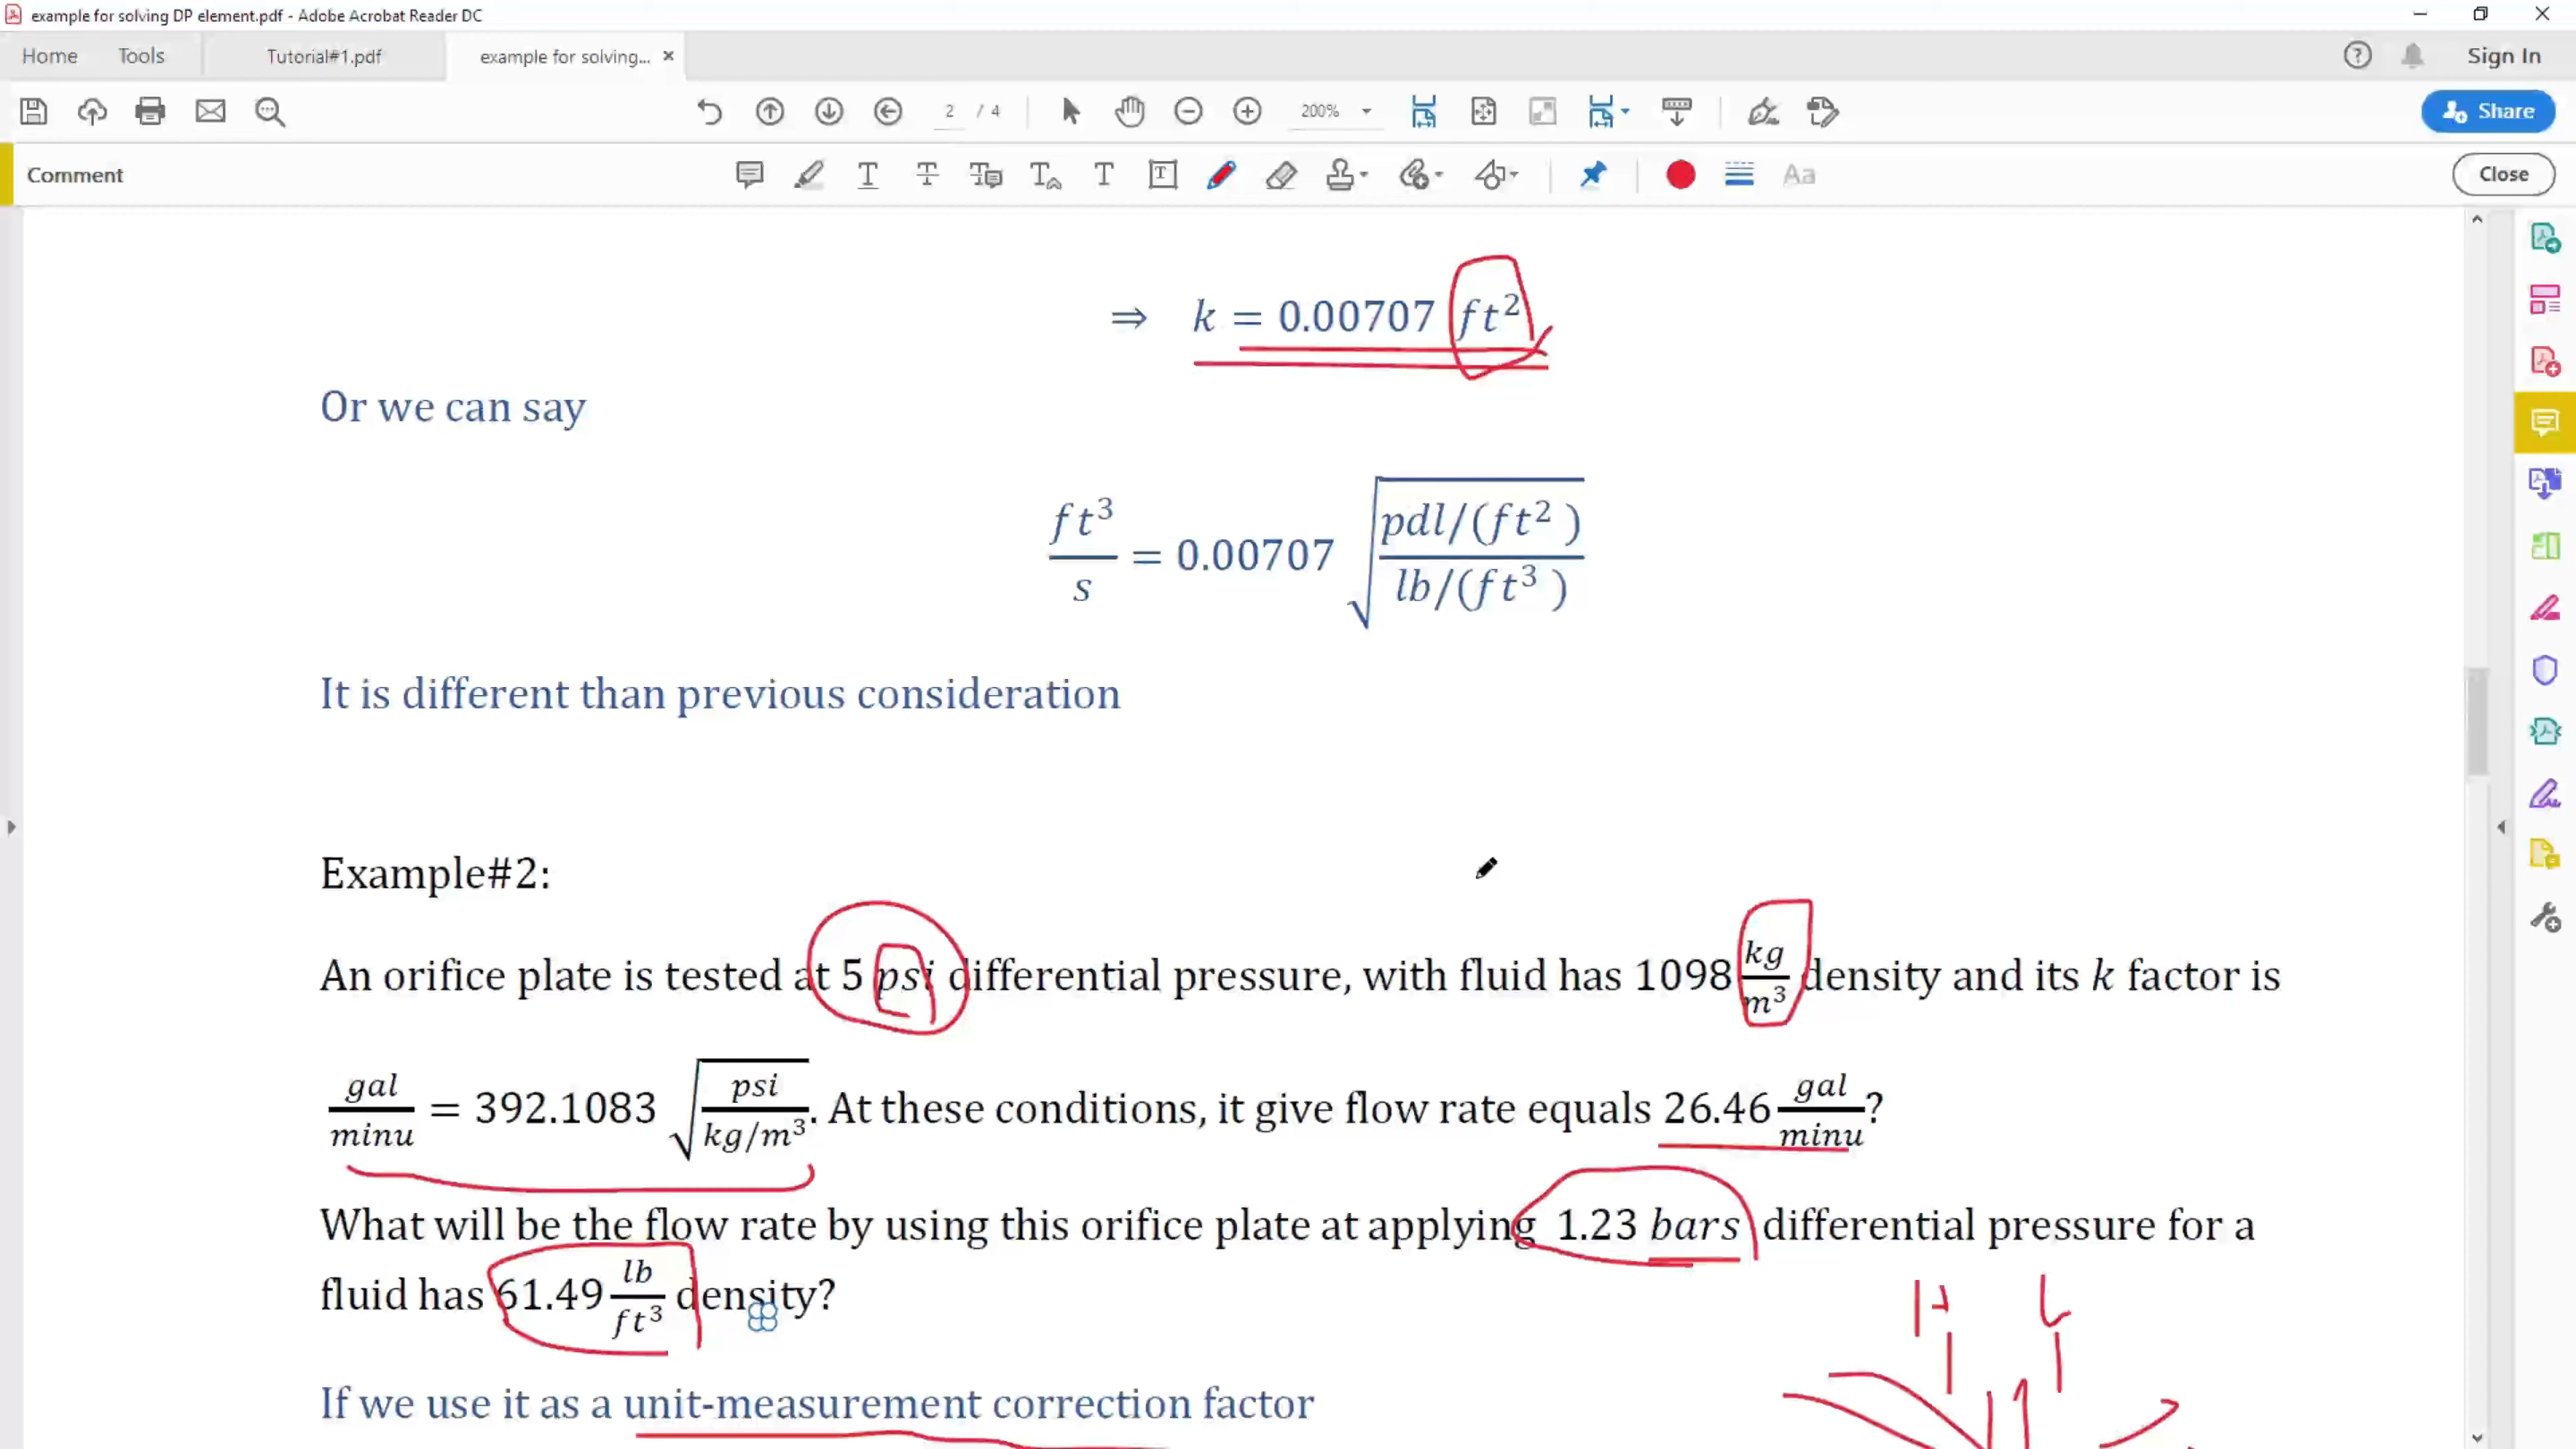 example for solving DP element.pdf - Adobe Acrobat Reader DC
Home Tools Tutorial#1.pdf example for solving... × Sign In
2 / 4 200% Share
Comment Aa Close
⇒ k = 0.00707 ft²
Or we can say
ft³/s = 0.00707 √((pdl/(ft²))/(lb/(ft³)))
It is different than previous consideration
Example#2:
An orifice plate is tested at 5 psi differential pressure, with fluid has 1098 kg/m³ density and its k factor is
gal/minu = 392.1083 √(psi/(kg/m³)). At these conditions, it give flow rate equals 26.46 gal/minu?
What will be the flow rate by using this orifice plate at applying 1.23 bars differential pressure for a
fluid has 61.49 lb/ft³ density?
H L
If we use it as a unit-measurement correction factor